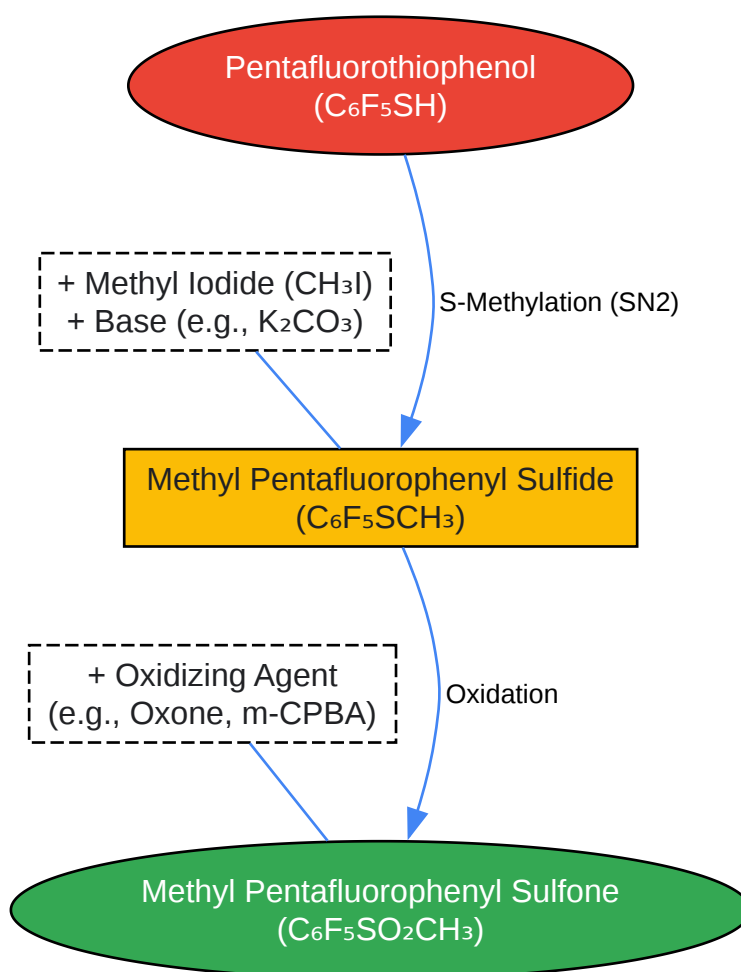 Pentafluorothiophenol
(C₆F₅SH)
+ Methyl Iodide (CH₃I)
+ Base (e.g., K₂CO₃)
S-Methylation (SN2)
Methyl Pentafluorophenyl Sulfide
(C₆F₅SCH₃)
+ Oxidizing Agent
(e.g., Oxone, m-CPBA)
Oxidation
Methyl Pentafluorophenyl Sulfone
(C₆F₅SO₂CH₃)